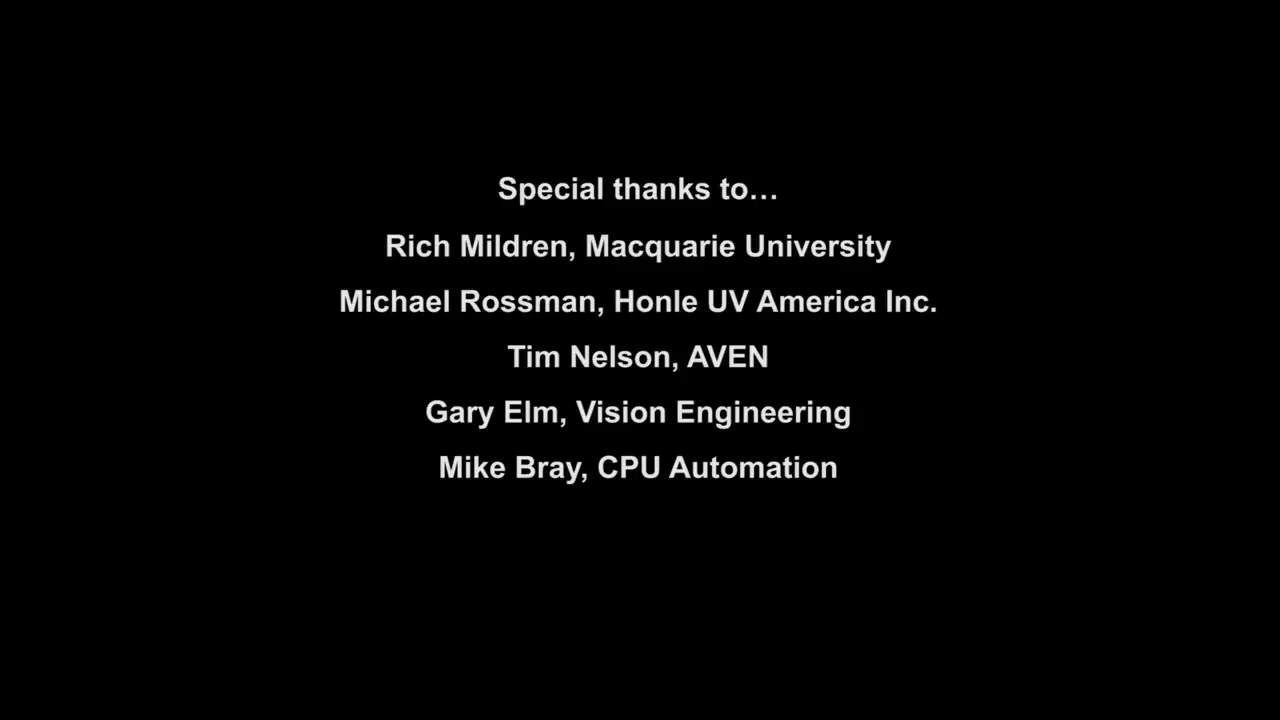 Special thanks to…
Rich Mildren, Macquarie University
Michael Rossman, Honle UV America Inc.
Tim Nelson, AVEN
Gary Elm, Vision Engineering
Mike Bray, CPU Automation